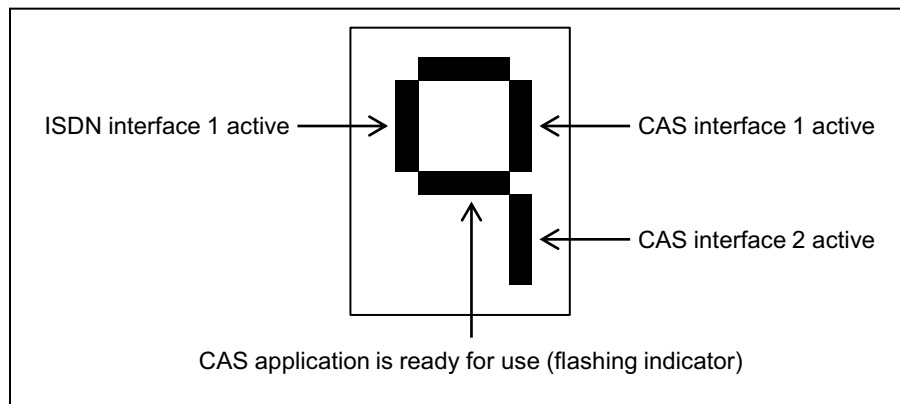 ISDN interface 1 active
CAS interface 1 active
CAS interface 2 active
CAS application is ready for use (flashing indicator)